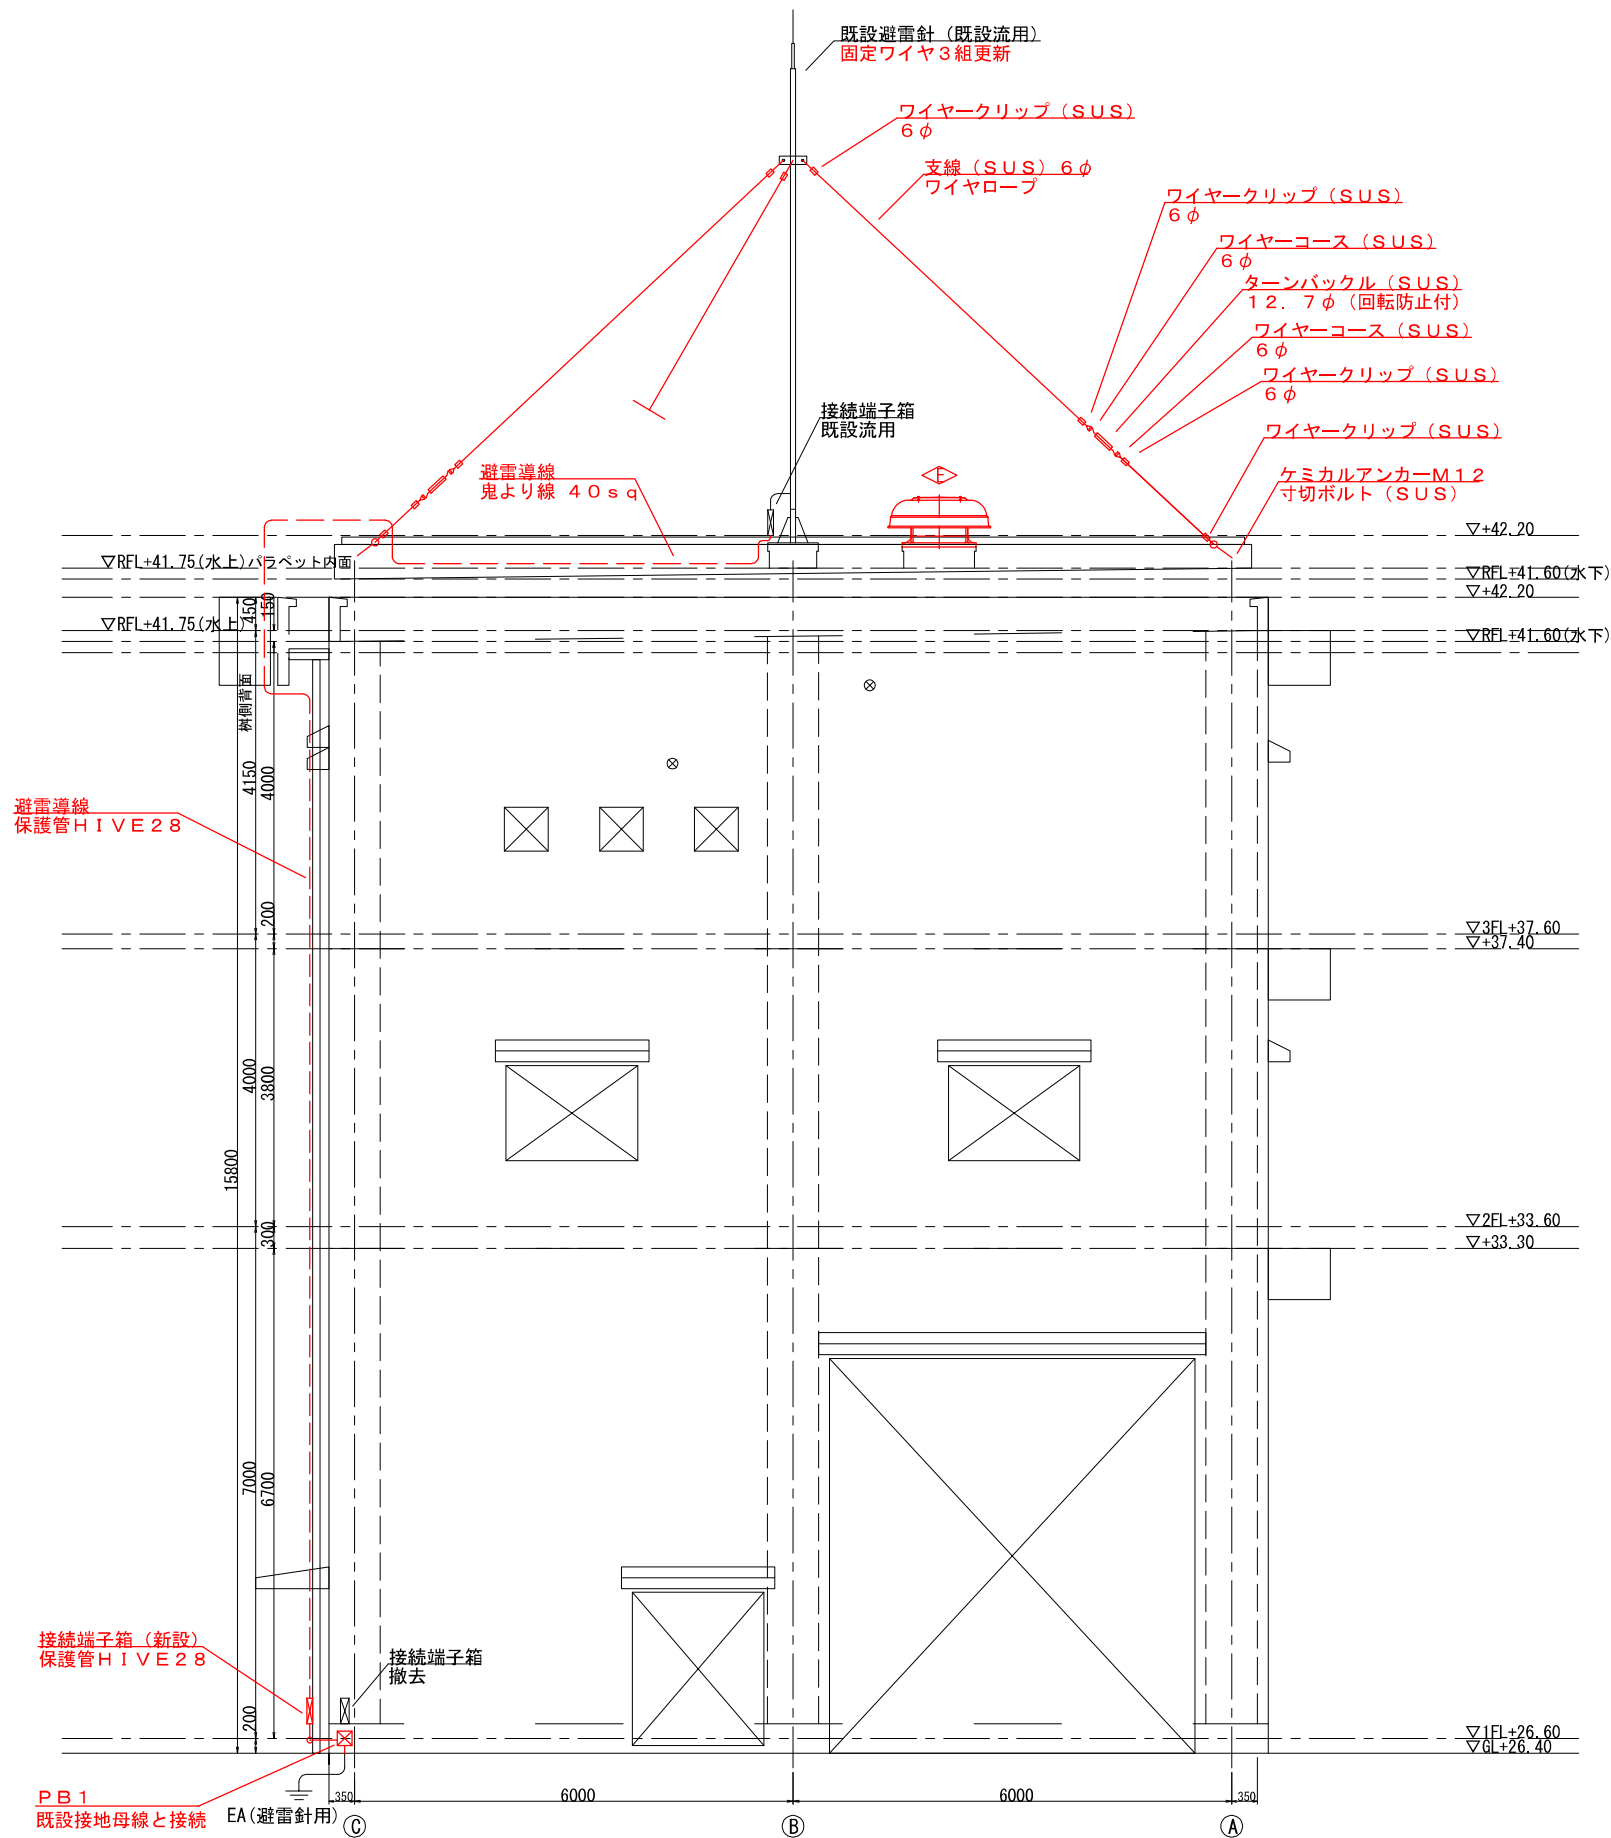 既設避雷針（既設流用）
固定ワイヤ３組更新
ワイヤークリップ（ＳＵＳ）
６φ
支線（ＳＵＳ）６φ
ワイヤロープ
ワイヤークリップ（ＳＵＳ）
６φ
ワイヤーコース（ＳＵＳ）
６φ
ターンバックル（ＳＵＳ）
１２．７φ（回転防止付）
ワイヤーコース（ＳＵＳ）
６φ
ワイヤークリップ（ＳＵＳ）
６φ
ワイヤークリップ（ＳＵＳ）
ケミカルアンカーＭ１２
寸切ボルト（ＳＵＳ）
接続端子箱
既設流用
避雷導線
鬼より線 ４０ｓｑ
E
▽+42.20
▽RFL+41.75(水上)パラペット内面
▽RFL+41.60(水下)
▽+42.20
▽RFL+41.75(水上)
▽RFL+41.60(水下)
450
150
桝側背面
4150
4000
避雷導線
保護管ＨＩＶＥ２８
200
▽3FL+37.60
▽+37.40
4000
3800
15800
▽2FL+33.60
▽+33.30
300
7000
6700
接続端子箱（新設）
保護管ＨＩＶＥ２８
接続端子箱
撤去
200
▽1FL+26.60
▽GL+26.40
ＰＢ１
既設接地母線と接続
EA(避雷針用)
350
6000
6000
350
C
B
A